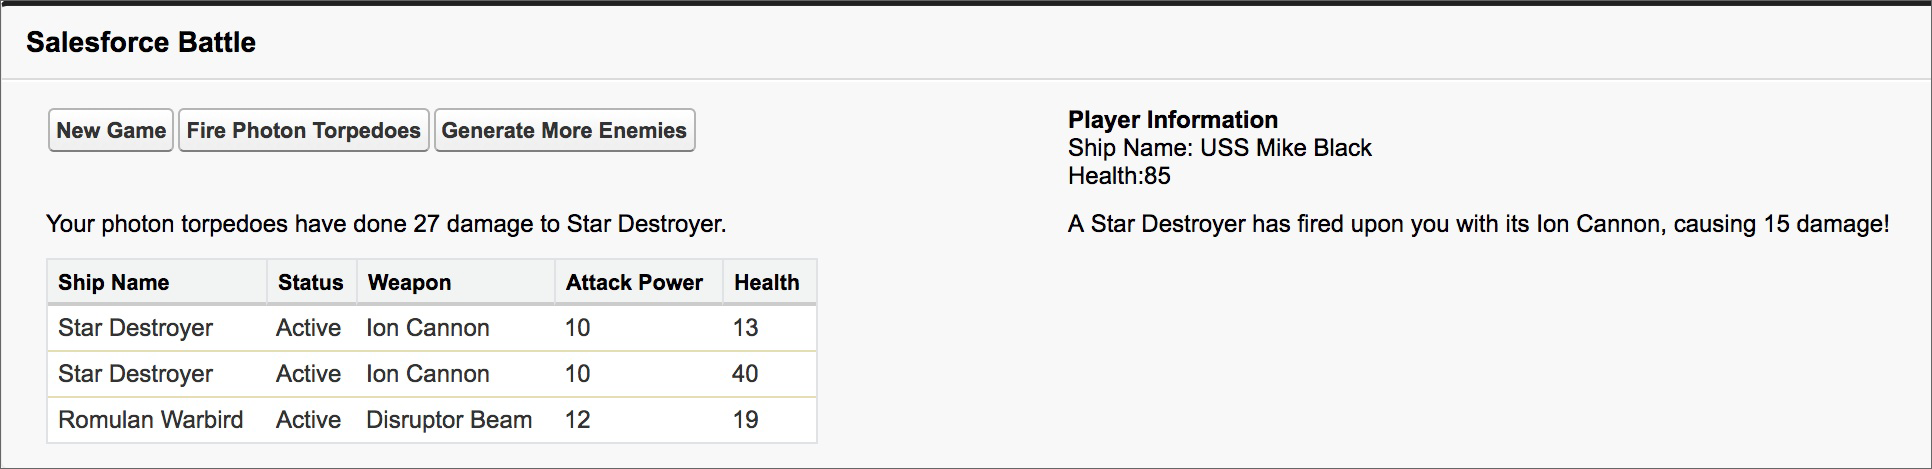 Salesforce Battle
New Game Fire Photon Torpedoes Generate More Enemies
Player Information
Ship Name: USS Mike Black
Health:85
Your photon torpedoes have done 27 damage to Star Destroyer.
A Star Destroyer has fired upon you with its Ion Cannon, causing 15 damage!
Ship Name Status Weapon Attack Power Health
Star Destroyer Active Ion Cannon 10 13
Star Destroyer Active Ion Cannon 10 40
Romulan Warbird Active Disruptor Beam 12 19